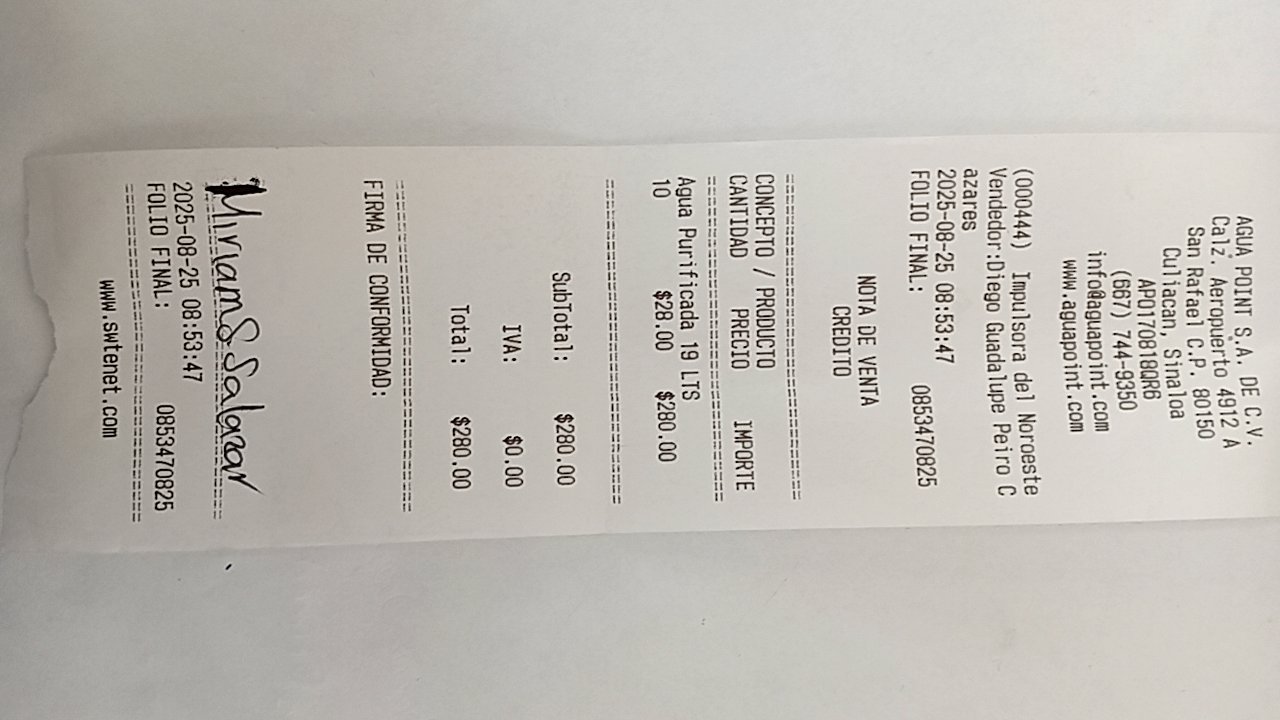 AGUA POINT S.A. DE C.V.
Calz. Aeropuerto 4912 A
San Rafael C.P. 80150
Culiacan, Sinaloa
APO170818QR6
(667) 744-9350
info@aguapoint.com
www.aguapoint.com
(000444) Impulsora del Noroeste
Vendedor:Diego Guadalupe Peiro C
azares
2025-08-25 08:53:47
FOLIO FINAL: 0853470825
NOTA DE VENTA
CREDITO
CONCEPTO / PRODUCTO
CANTIDAD PRECIO IMPORTE
Agua Purificada 19 LTS
10 $28.00 $280.00
SubTotal: $280.00
IVA: $0.00
Total: $280.00
FIRMA DE CONFORMIDAD:
Miriam S. Salazar
2025-08-25 08:53:47
FOLIO FINAL: 0853470825
www.swtenet.com